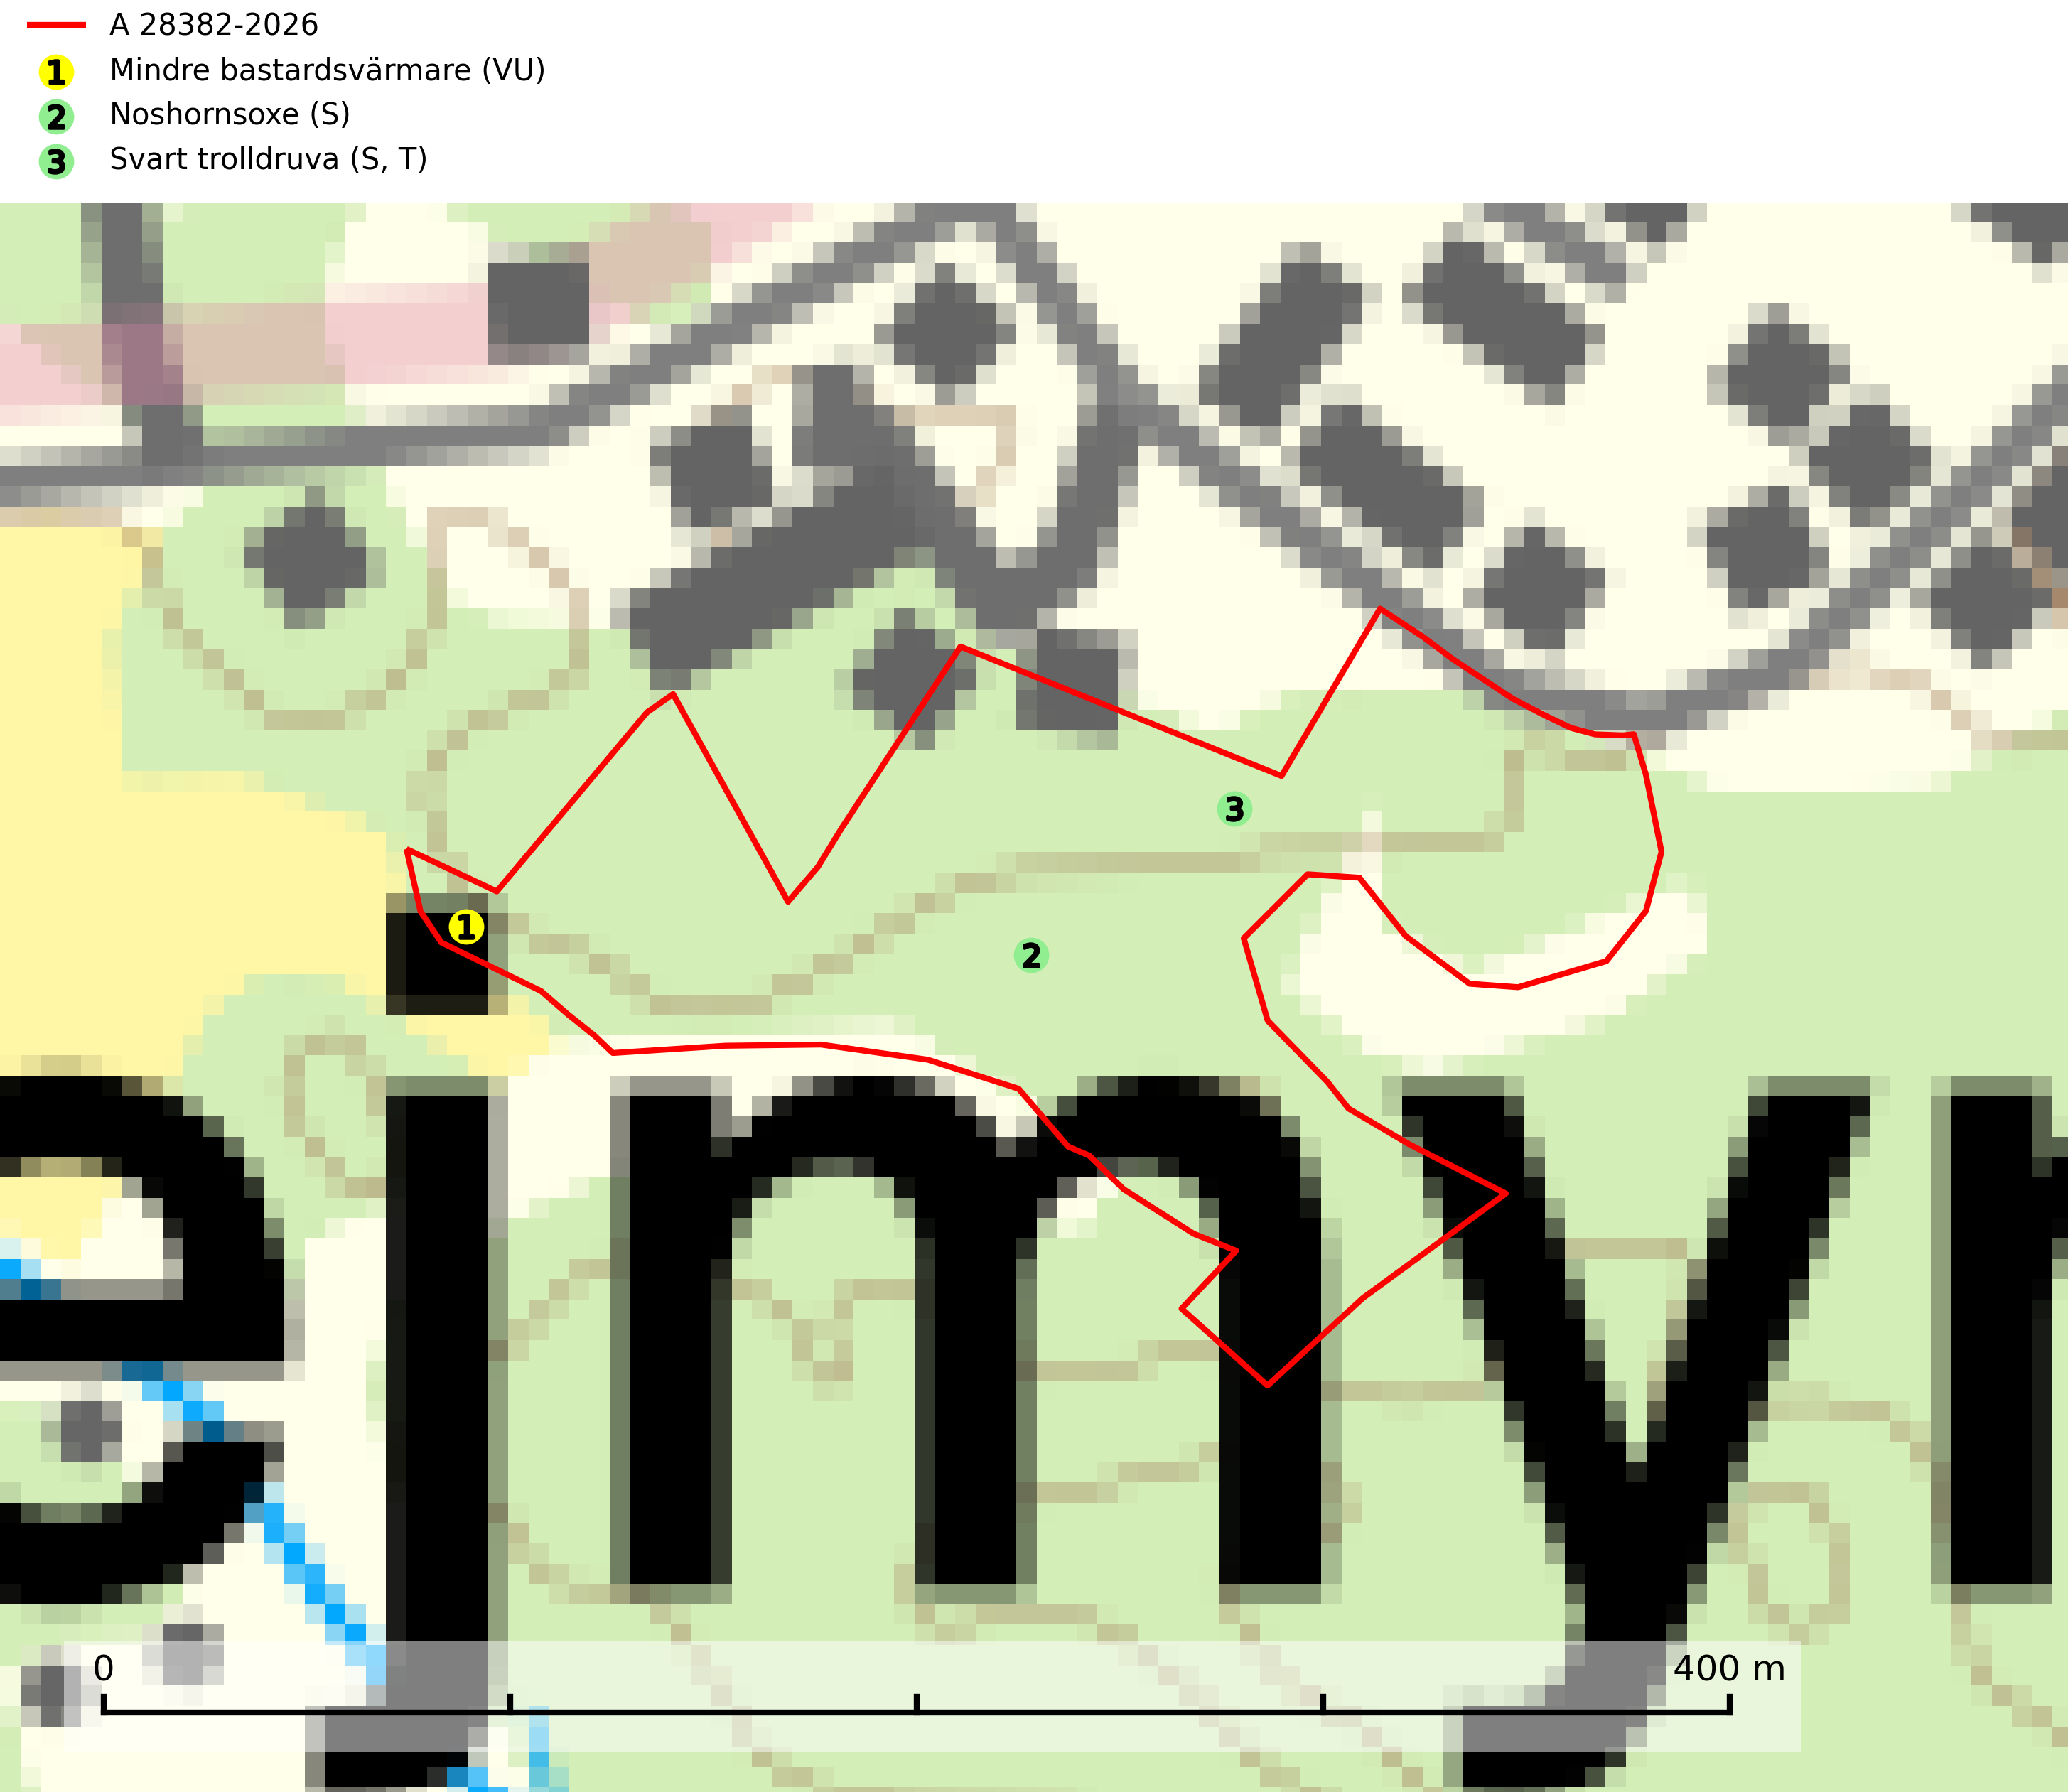 A 28382-2026
1 Mindre bastardsvärmare (VU)
2 Noshornsoxe (S)
3 Svart trolldruva (S, T)
3
1
2
0 400 m